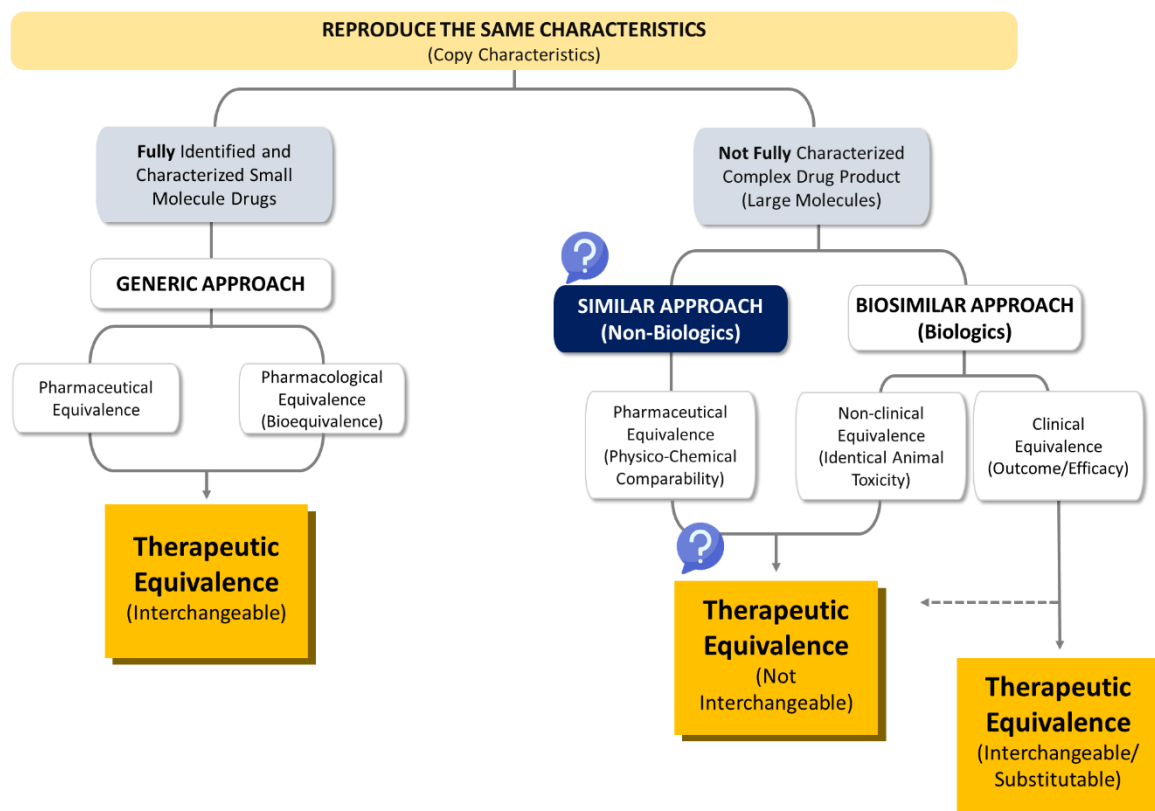 REPRODUCE THE SAME CHARACTERISTICS
(Copy Characteristics)
Fully Identified and
Characterized Small
Molecule Drugs
Not Fully Characterized
Complex Drug Product
(Large Molecules)
GENERIC APPROACH
?
SIMILAR APPROACH
(Non-Biologics)
BIOSIMILAR APPROACH
(Biologics)
Pharmaceutical
Equivalence
Pharmacological
Equivalence
(Bioequivalence)
Pharmaceutical
Equivalence
(Physico-Chemical
Comparability)
Non-clinical
Equivalence
(Identical Animal
Toxicity)
Clinical
Equivalence
(Outcome/Efficacy)
Therapeutic
Equivalence
(Interchangeable)
?
Therapeutic
Equivalence
(Not
Interchangeable)
Therapeutic
Equivalence
(Interchangeable/
Substitutable)